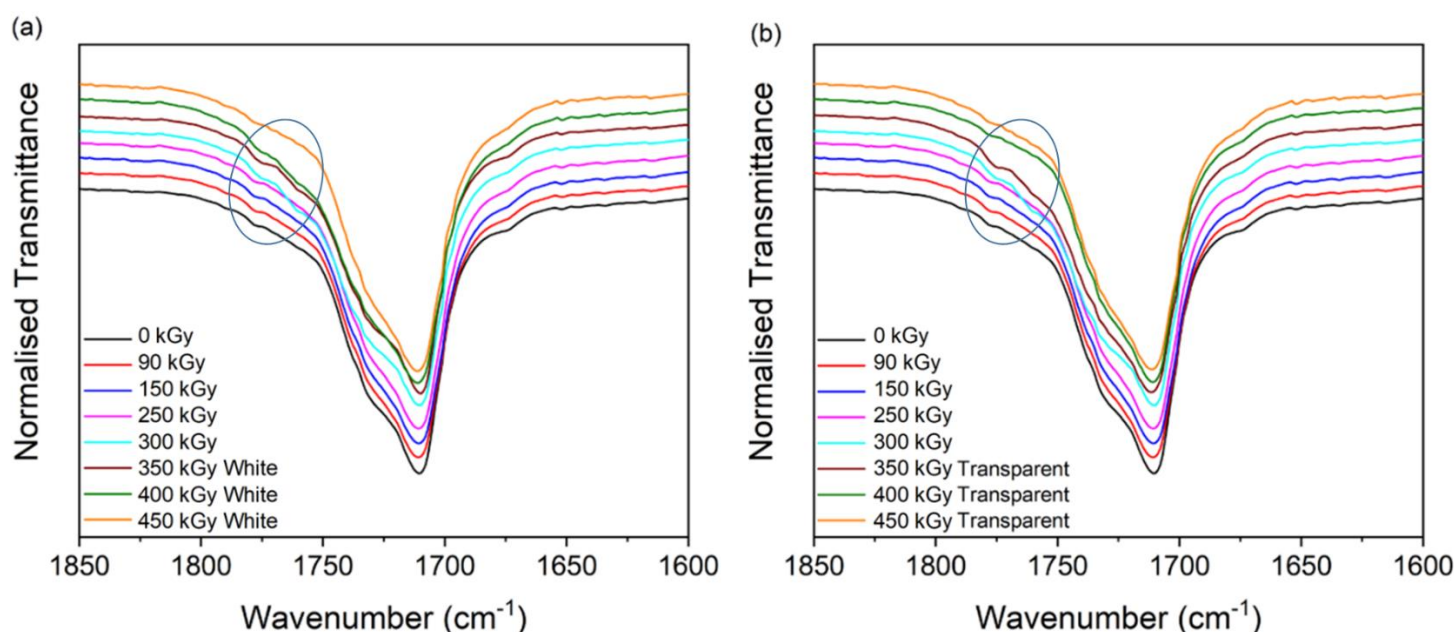 (a)
Normalised Transmittance
0 kGy
90 kGy
150 kGy
250 kGy
300 kGy
350 kGy White
400 kGy White
450 kGy White
1850 1800 1750 1700 1650 1600
Wavenumber (cm⁻¹)
(b)
Normalised Transmittance
0 kGy
90 kGy
150 kGy
250 kGy
300 kGy
350 kGy Transparent
400 kGy Transparent
450 kGy Transparent
1850 1800 1750 1700 1650 1600
Wavenumber (cm⁻¹)